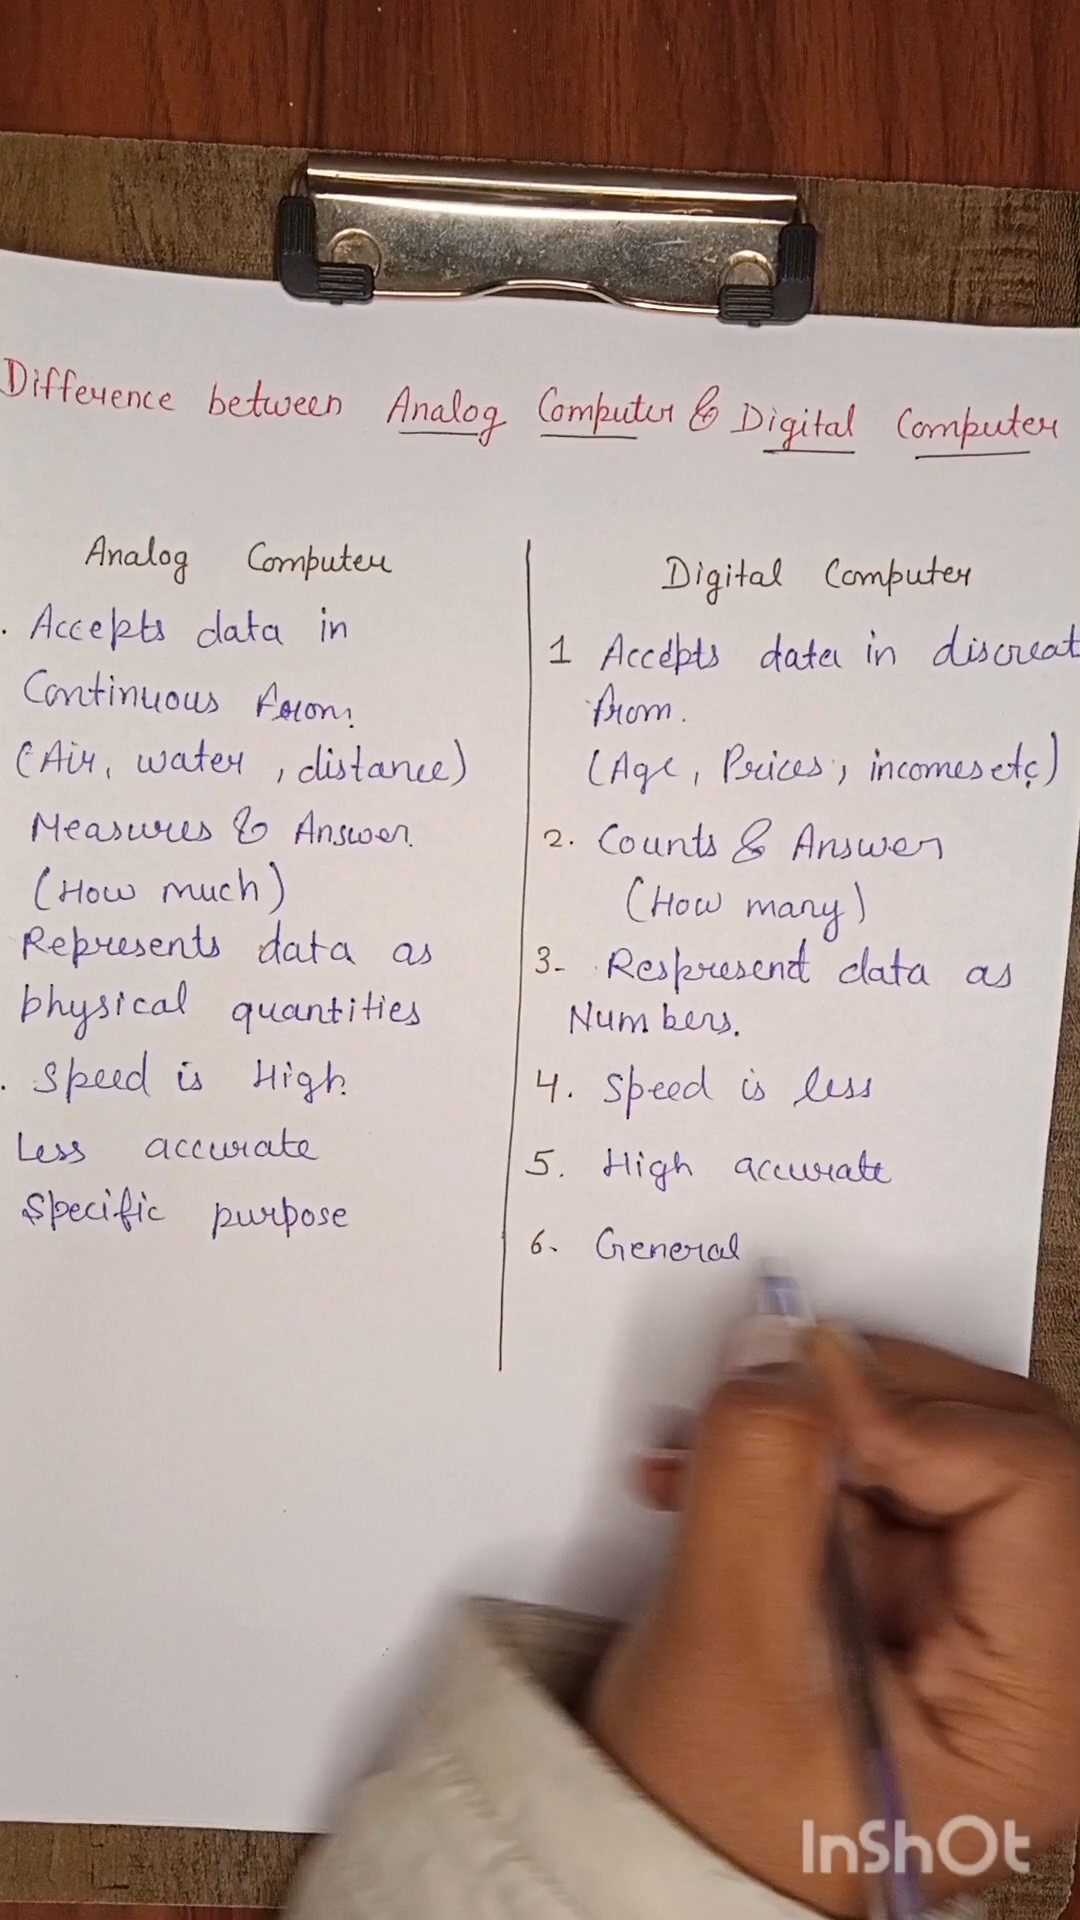 Difference between Analog Computer & Digital Computer
Analog Computer
. Accepts data in
Continuous Form.
(Air, water, distance)
Measures & Answer.
(How much)
Represents data as
physical quantities
. Speed is High.
Less accurate
Specific purpose
Digital Computer
1 Accepts data in discreat
from.
(Age, Prices, incomes etc)
2. Counts & Answer
(How many)
3- Respresend data as
Numbers.
4. Speed is less
5. High accurate
6. General
InShOt